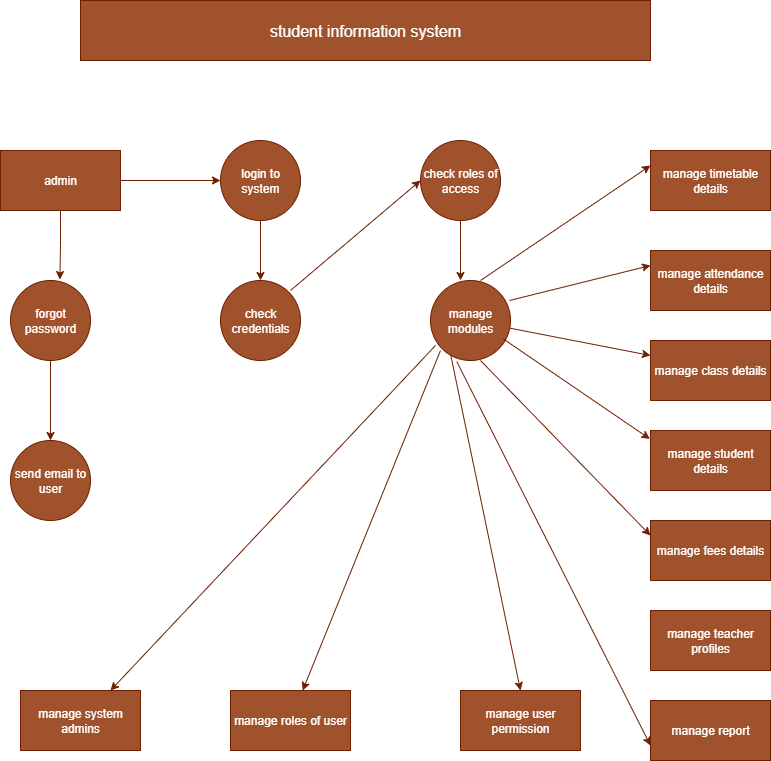 student information system
admin
login to
system
check roles of
access
manage timetable
details
manage attendance
details
forgot
password
check
credentials
manage
modules
manage class details
manage student
details
send email to
user
manage fees details
manage teacher
profiles
manage system
admins
manage roles of user
manage user
permission
manage report